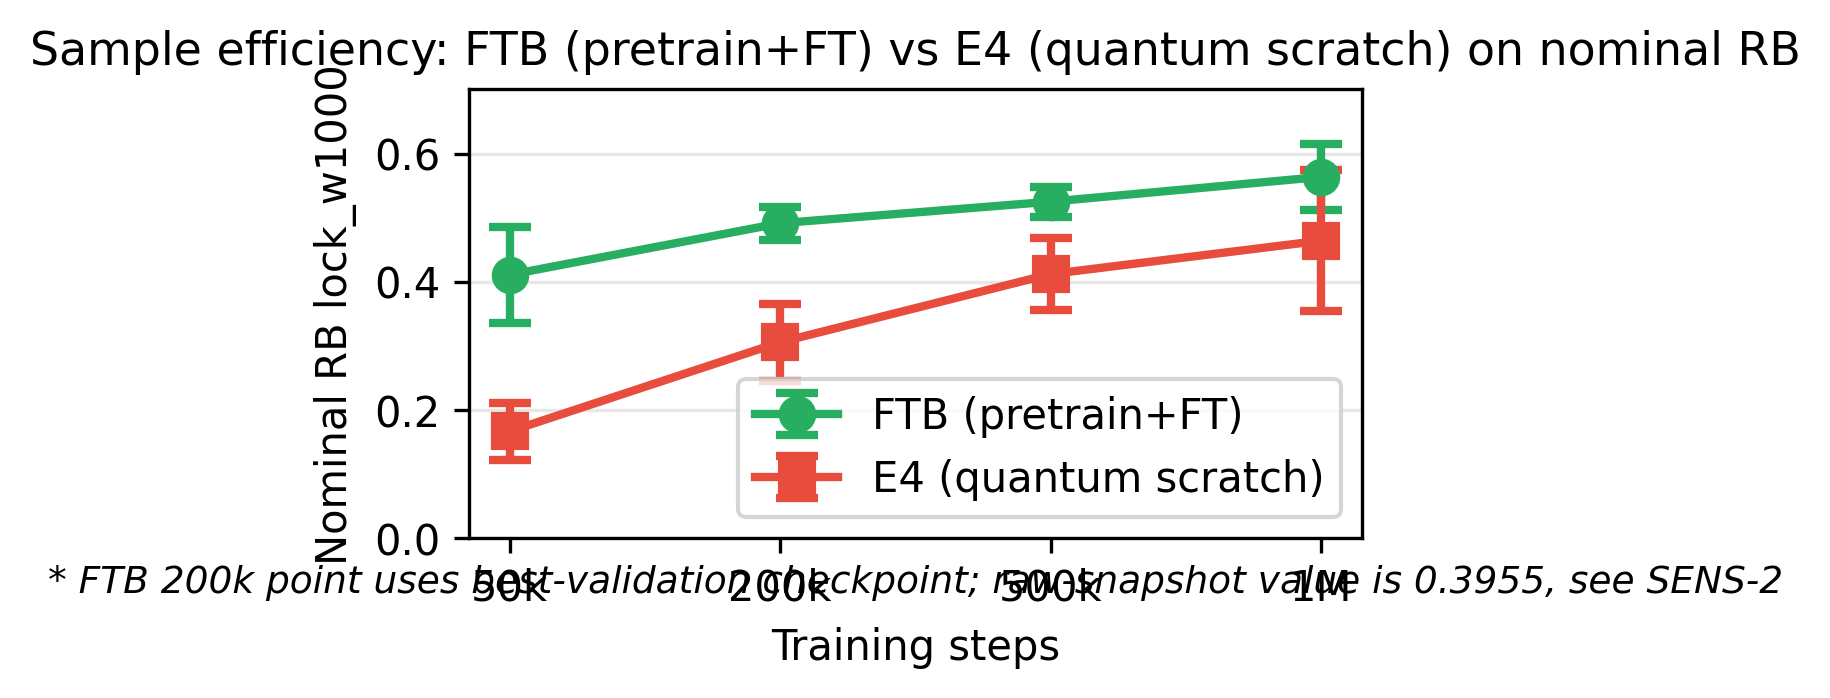 Sample efficiency: FTB (pretrain+FT) vs E4 (quantum scratch) on nominal RB
Nominal RB lock_w1000
0.6
0.4
0.2
0.0
FTB (pretrain+FT)
E4 (quantum scratch)
50k 200k 500k 1M
* FTB 200k point uses best-validation checkpoint; raw-snapshot value is 0.3955, see SENS-2
Training steps